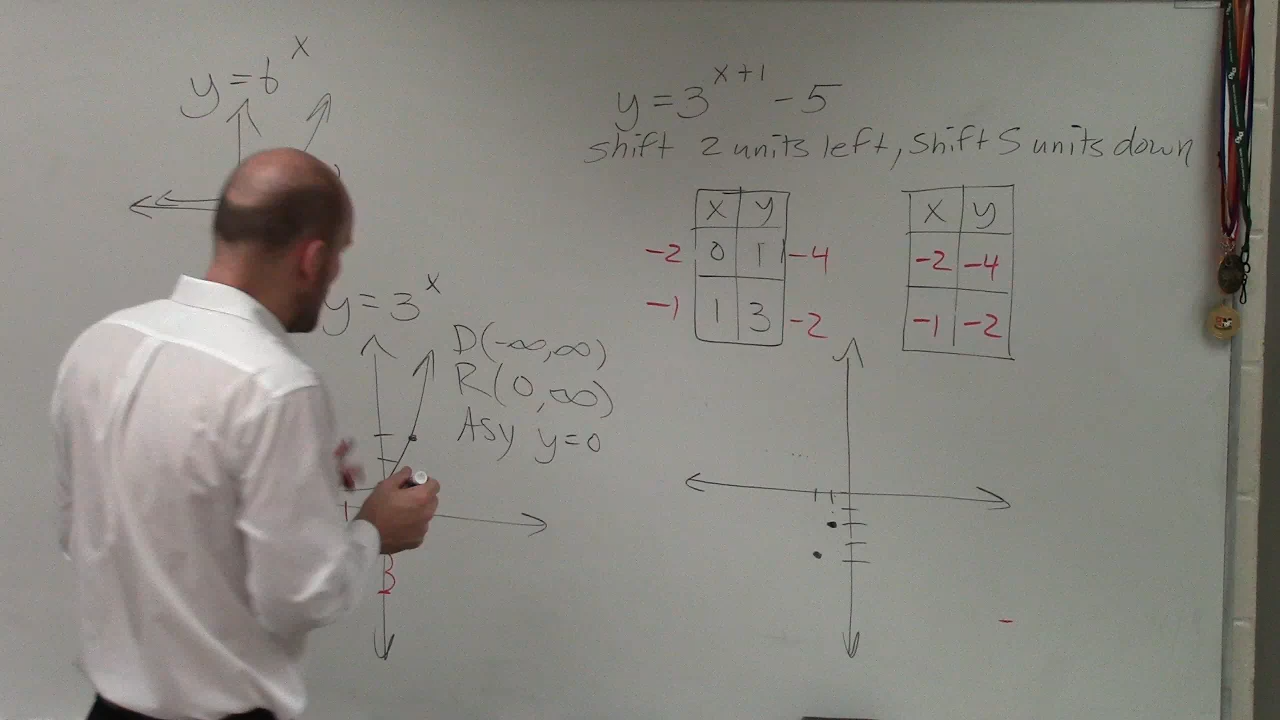 y = 6^x
y = 3^(x+1) - 5
shift 2 units left, shift 5 units down
x y
-2 0 1 -4
-1 1 3 -2
x y
-2 -4
-1 -2
y = 3^x
D(-∞,∞)
R(0,∞)
Asy y=0